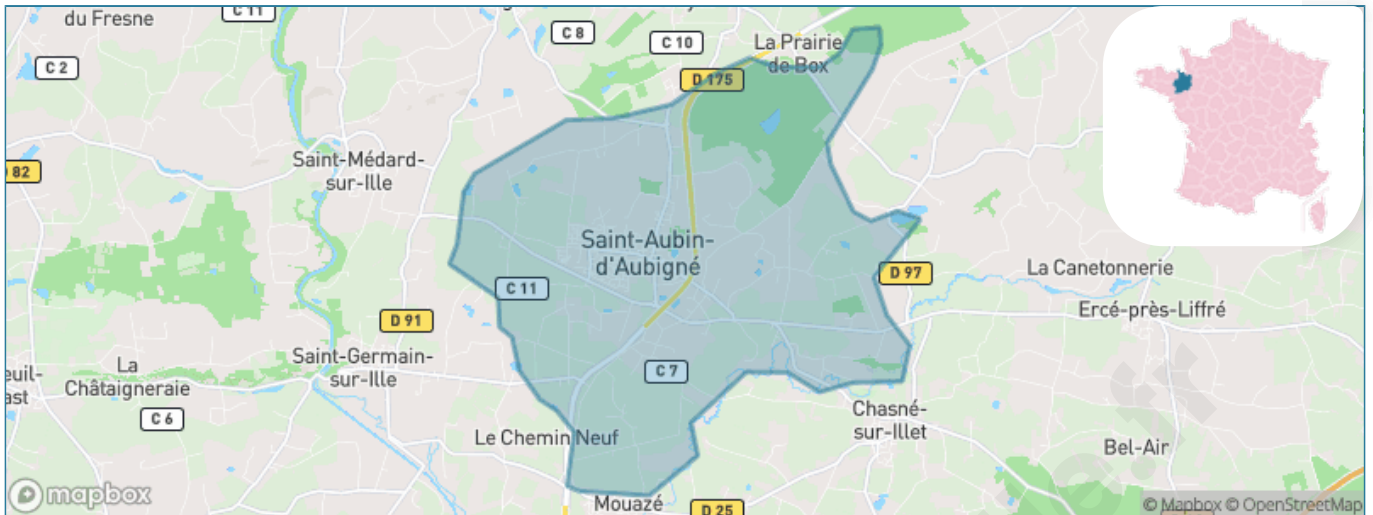 du Fresne
C 11
C 8
C 10
La Prairie
de Box
C 2
D 175
Saint-Médard-
sur-Ille
82
Saint-Aubin-
d'Aubigné
D 97
La Canetonnerie
C 11
Ercé-près-Liffré
D 91
La
Châtaigneraie
Saint-Germain-
sur-Ille
C 7
C 6
Chasné-
sur-Illet
Le Chemin Neuf
Bel-Air
mapbox
Mouazé
D 25
© Mapbox © OpenStreetMap